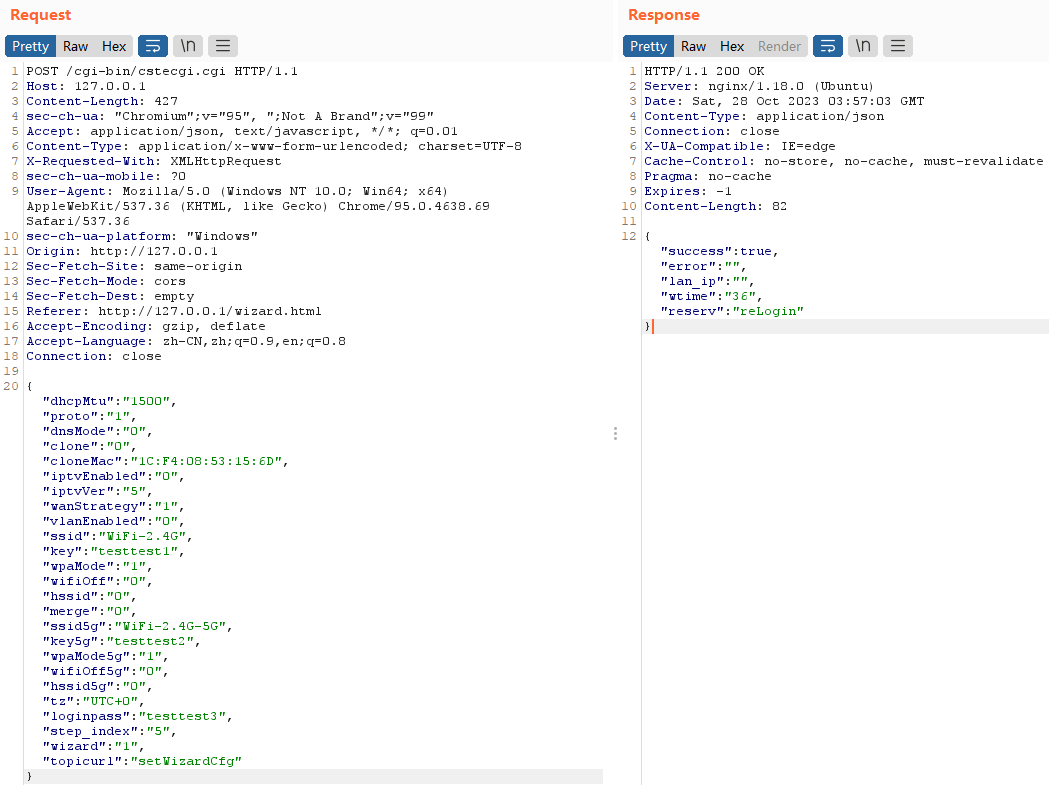 Request
Pretty Raw Hex \n
1 POST /cgi-bin/cstecgi.cgi HTTP/1.1
2 Host: 127.0.0.1
3 Content-Length: 427
4 sec-ch-ua: "Chromium";v="95", ";Not A Brand";v="99"
5 Accept: application/json, text/javascript, */*; q=0.01
6 Content-Type: application/x-www-form-urlencoded; charset=UTF-8
7 X-Requested-With: XMLHttpRequest
8 sec-ch-ua-mobile: ?0
9 User-Agent: Mozilla/5.0 (Windows NT 10.0; Win64; x64)
AppleWebKit/537.36 (KHTML, like Gecko) Chrome/95.0.4638.69
Safari/537.36
10 sec-ch-ua-platform: "Windows"
11 Origin: http://127.0.0.1
12 Sec-Fetch-Site: same-origin
13 Sec-Fetch-Mode: cors
14 Sec-Fetch-Dest: empty
15 Referer: http://127.0.0.1/wizard.html
16 Accept-Encoding: gzip, deflate
17 Accept-Language: zh-CN,zh;q=0.9,en;q=0.8
18 Connection: close
19
20 {
"dhcpMtu":"1500",
"proto":"1",
"dnsMode":"0",
"clone":"0",
"cloneMac":"1C:F4:08:53:15:6D",
"iptvEnabled":"0",
"iptvVer":"5",
"wanStrategy":"1",
"vlanEnabled":"0",
"ssid":"WiFi-2.4G",
"key":"testtest1",
"wpaMode":"1",
"wifiOff":"0",
"hssid":"0",
"merge":"0",
"ssid5g":"WiFi-2.4G-5G",
"key5g":"testtest2",
"wpaMode5g":"1",
"wifiOff5g":"0",
"hssid5g":"0",
"tz":"UTC+0",
"loginpass":"testtest3",
"step_index":"5",
"wizard":"1",
"topicurl":"setWizardCfg"
}
Response
Pretty Raw Hex Render \n
1 HTTP/1.1 200 OK
2 Server: nginx/1.18.0 (Ubuntu)
3 Date: Sat, 28 Oct 2023 03:57:03 GMT
4 Content-Type: application/json
5 Connection: close
6 X-UA-Compatible: IE=edge
7 Cache-Control: no-store, no-cache, must-revalidate
8 Pragma: no-cache
9 Expires: -1
10 Content-Length: 82
11
12 {
"success":true,
"error":"",
"lan_ip":"",
"wtime":"36",
"reserv":"reLogin"
}